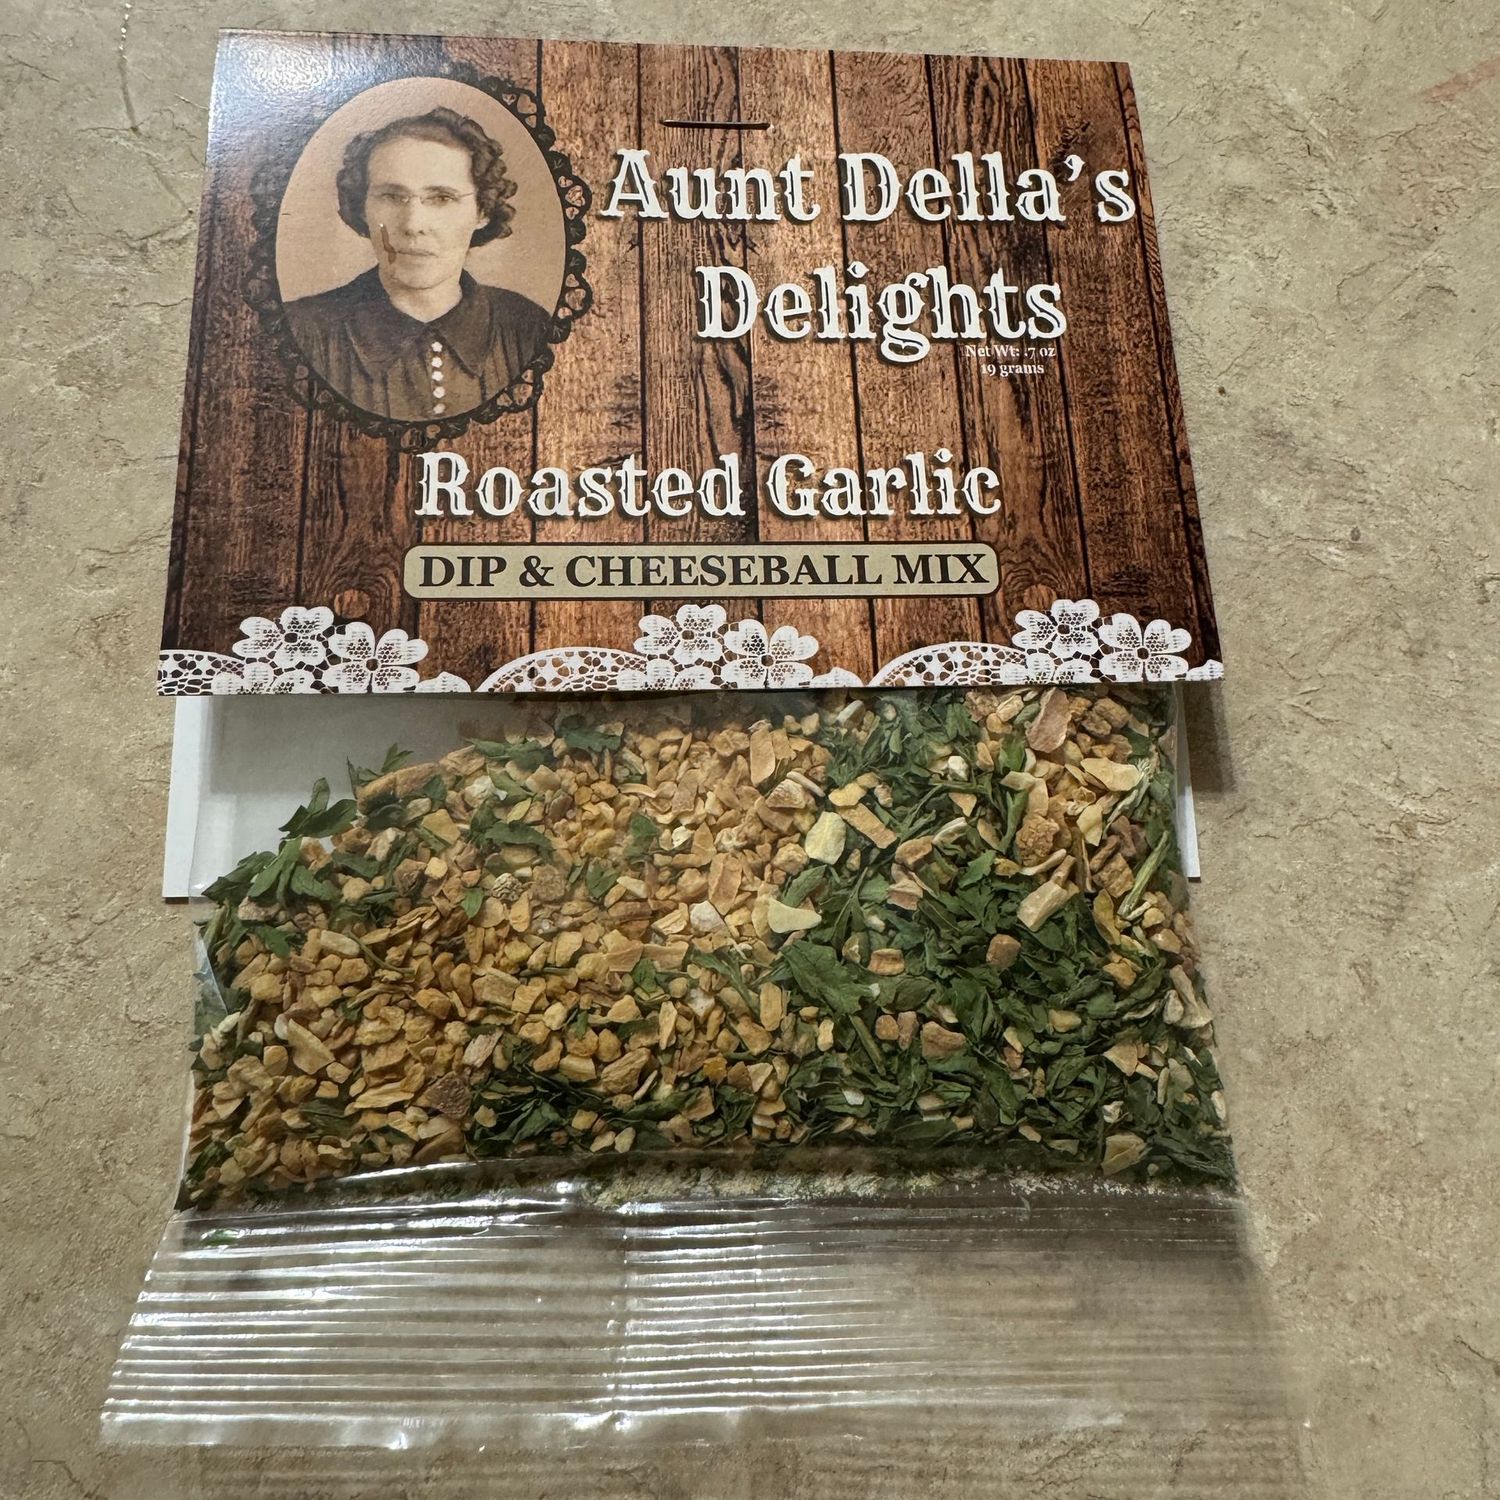 Aunt Della's
Delights
Net Wt: .7 oz
19 grams
Roasted Garlic
DIP & CHEESEBALL MIX